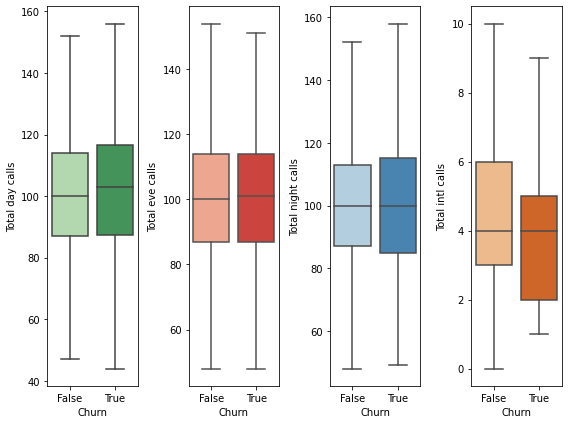 Total day calls
160
140
120
100
80
60
40
False True
Churn
Total eve calls
140
120
100
80
60
False True
Churn
Total night calls
160
140
120
100
80
60
False True
Churn
Total intl calls
10
8
6
4
2
0
False True
Churn